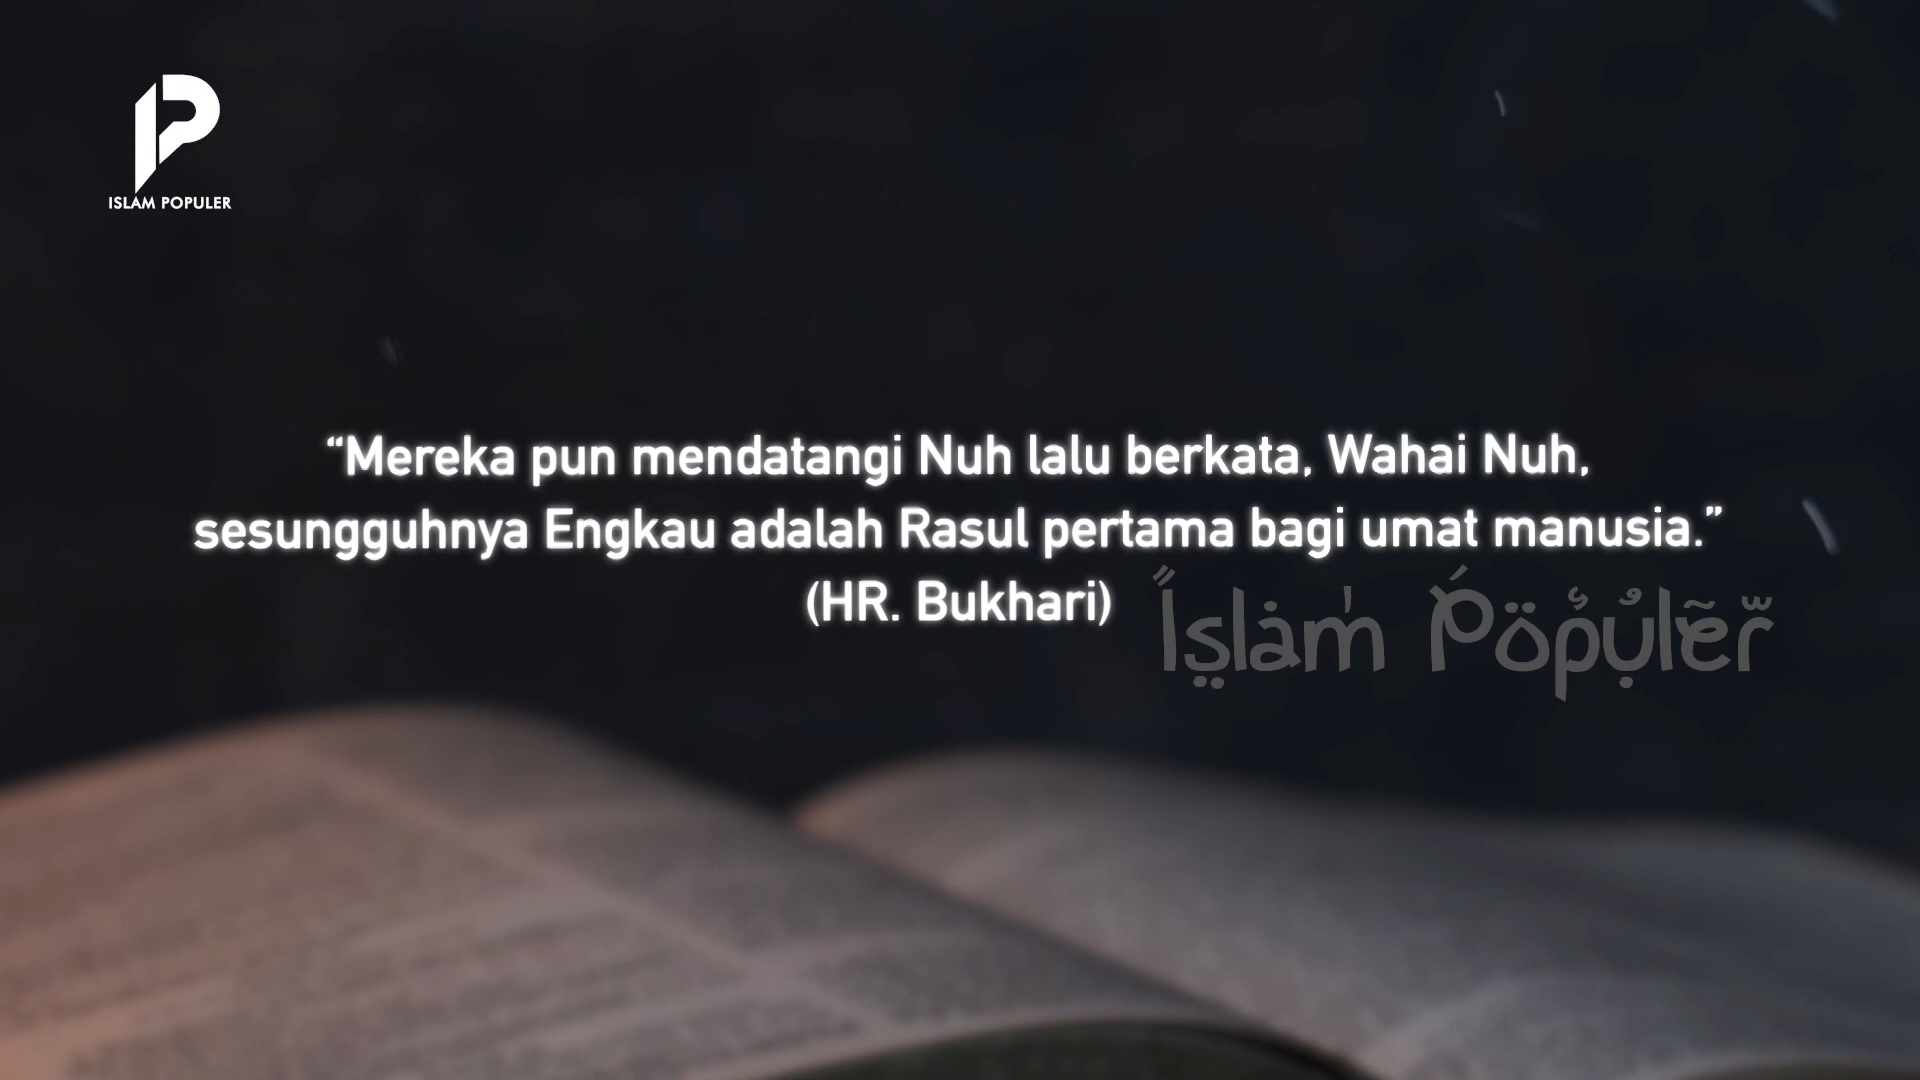 ISLAM POPULER
“Mereka pun mendatangi Nuh lalu berkata, Wahai Nuh,
sesungguhnya Engkau adalah Rasul pertama bagi umat manusia.”
(HR. Bukhari)
Islam Populer